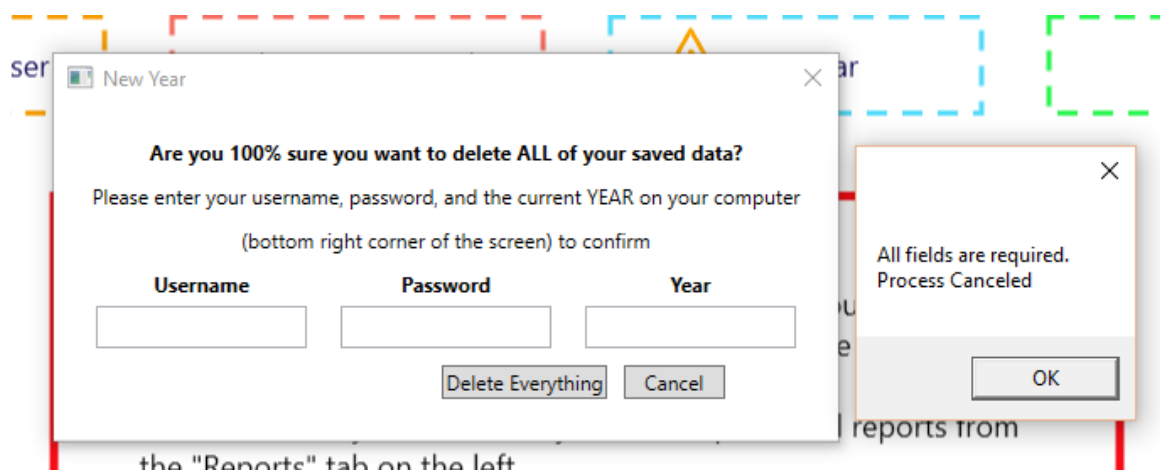 ser
ar
New Year
Are you 100% sure you want to delete ALL of your saved data?
Please enter your username, password, and the current YEAR on your computer
(bottom right corner of the screen) to confirm
Username Password Year
Delete Everything Cancel
All fields are required.
Process Canceled
OK
reports from
the "Reports" tab on the left